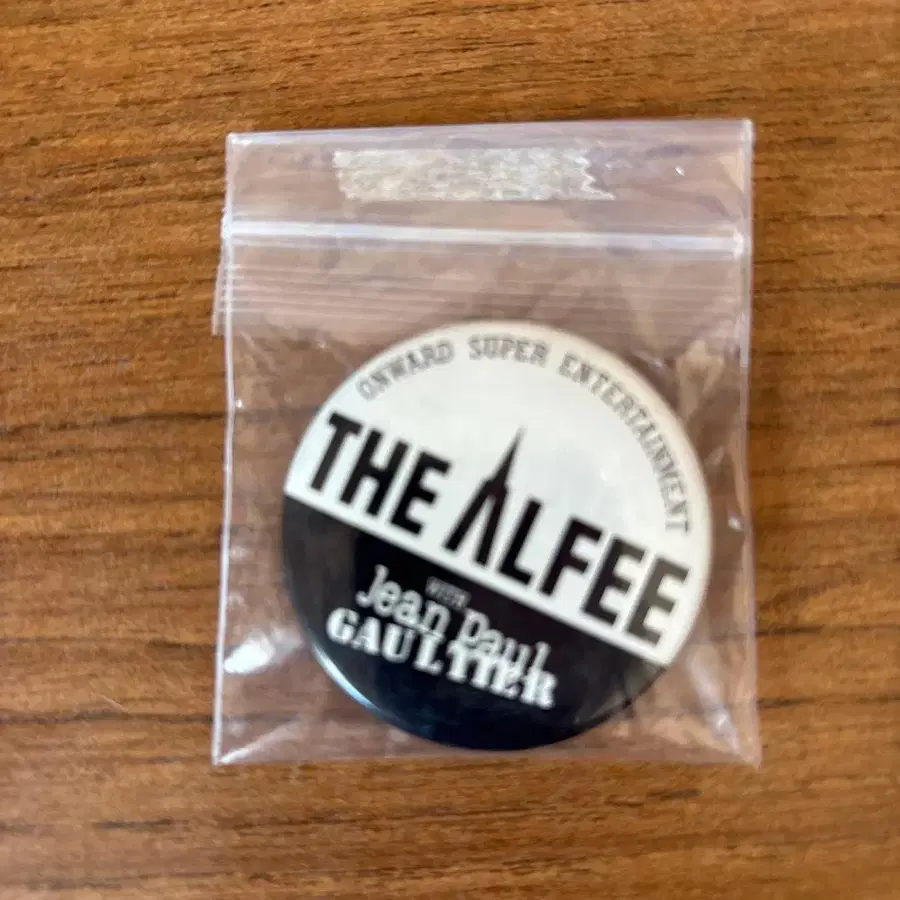 ONWARD SUPER ENTERTAINMENT
THE ALFEE
WITH
Jean Paul
GAULTIER